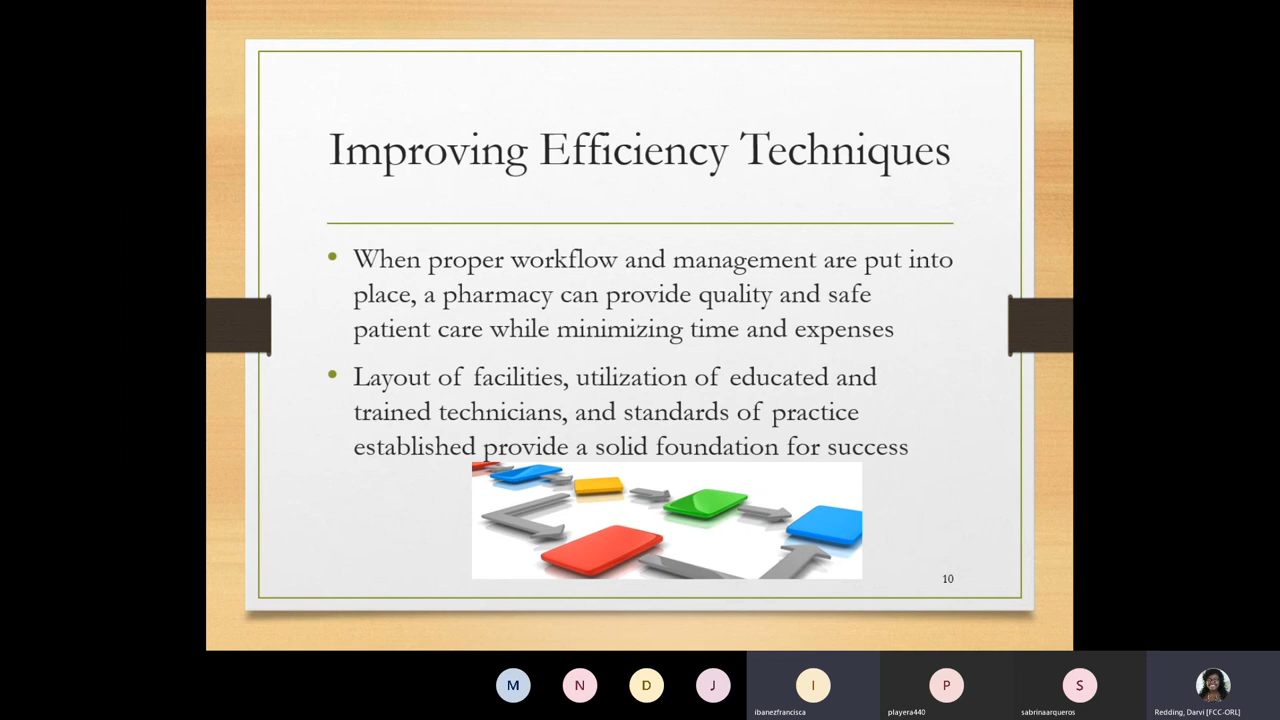 Improving Efficiency Techniques
• When proper workflow and management are put into
place, a pharmacy can provide quality and safe
patient care while minimizing time and expenses
• Layout of facilities, utilization of educated and
trained technicians, and standards of practice
established provide a solid foundation for success
10
M N D J I P S
ibanezfrancisca playera440 sabrinaarqueros Redding, Darvi [FCC-ORL]